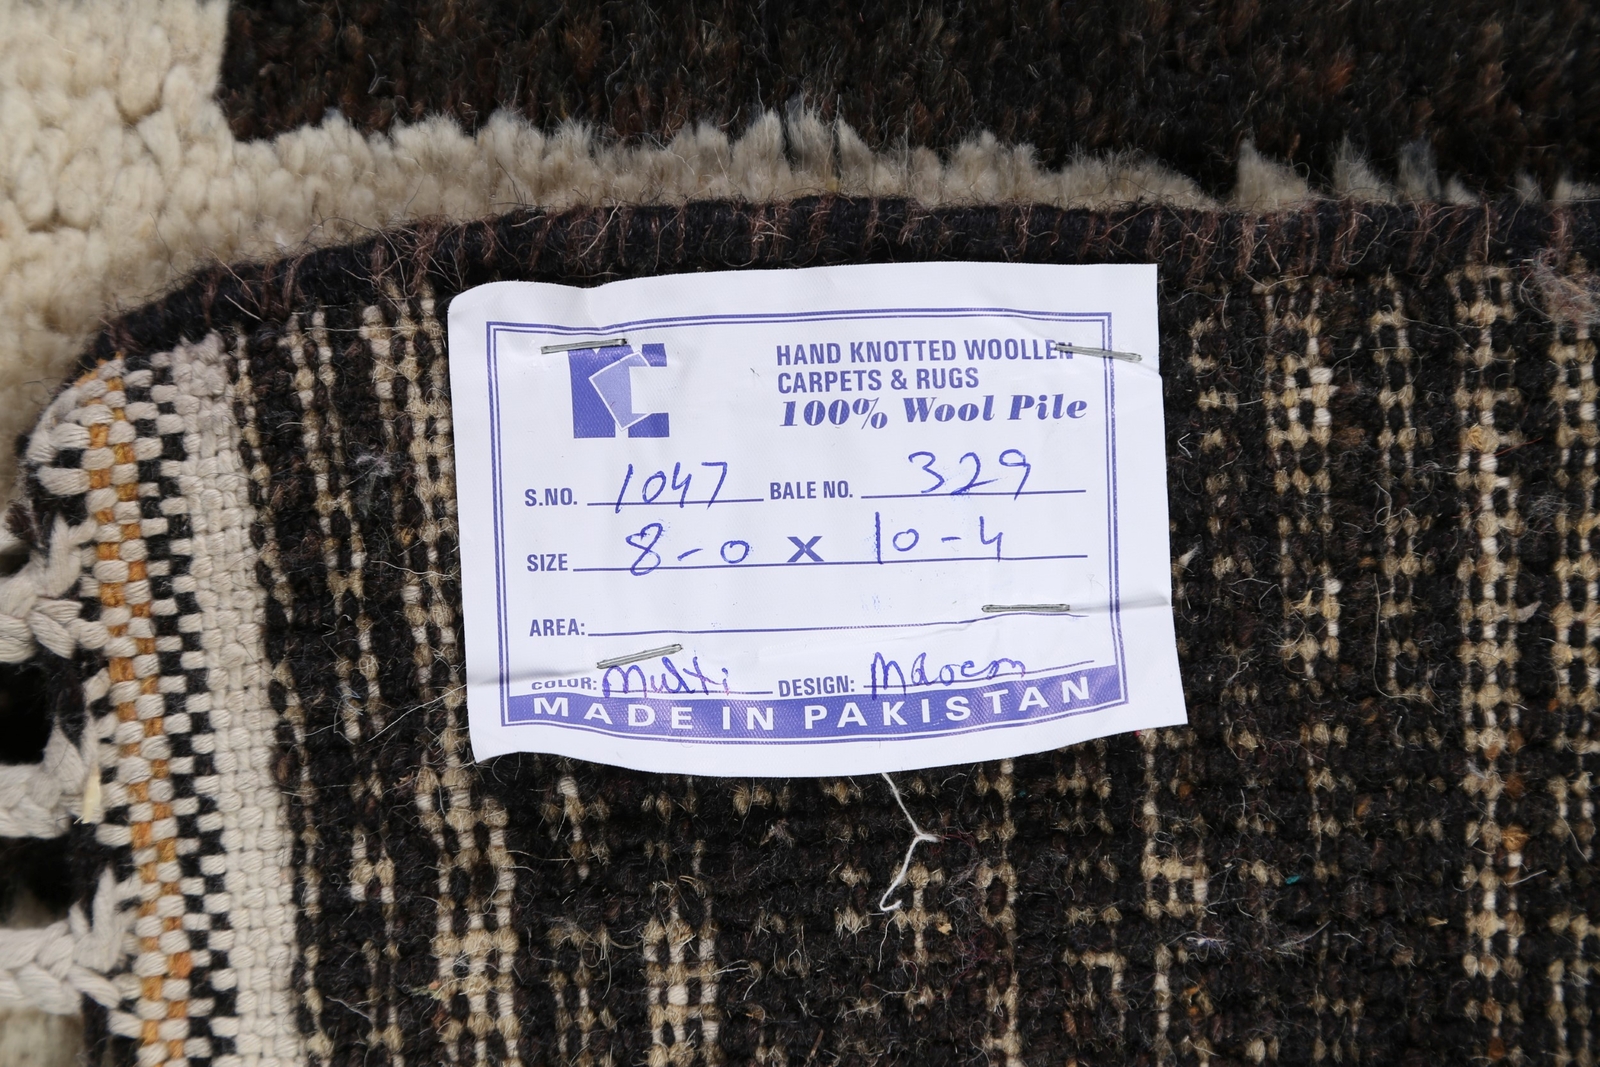 HAND KNOTTED WOOLLEN
CARPETS & RUGS
100% Wool Pile
S.NO. 1047 BALE NO. 329
SIZE 8-0 X 10-4
AREA:
COLOR: Multi DESIGN:
MADE IN PAKISTAN